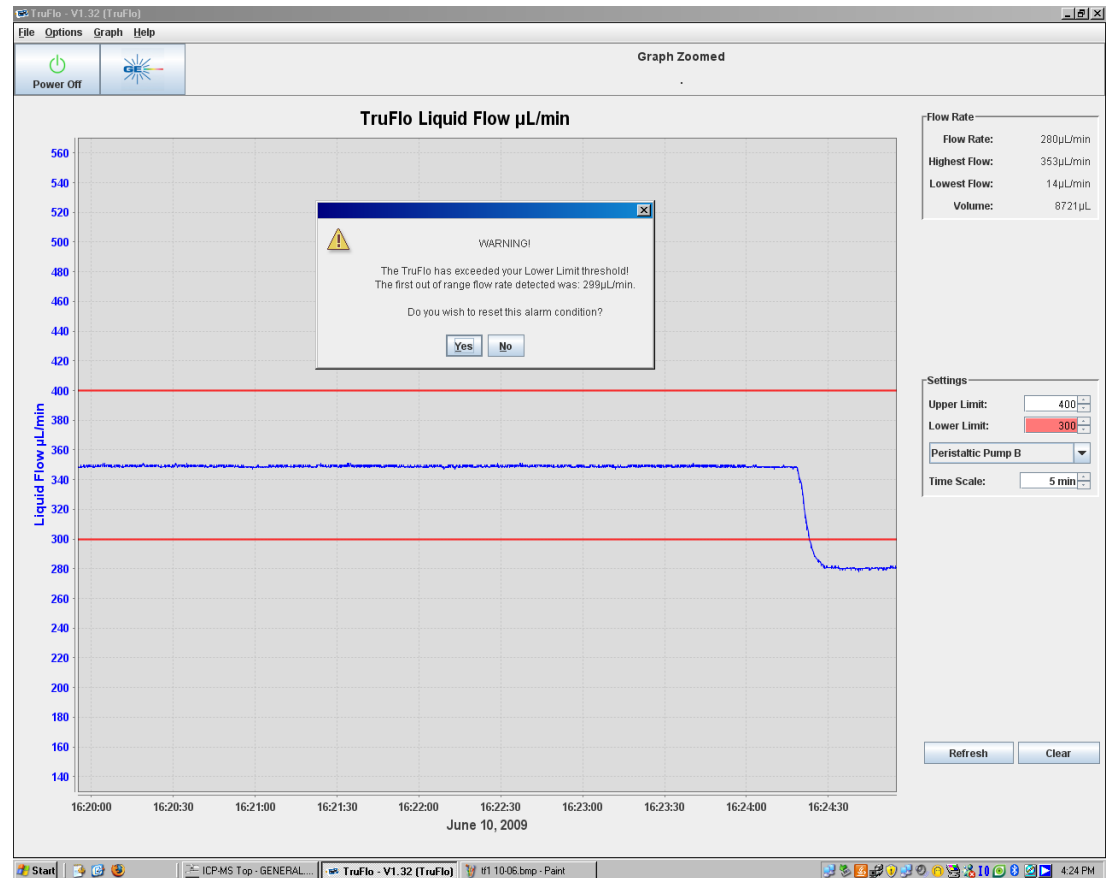 TruFlo - V1.32 (TruFlo)
File Options Graph Help
Power Off
GE
Graph Zoomed
.
TruFlo Liquid Flow µL/min
Liquid Flow µL/min
560
540
520
500
480
460
440
420
400
380
360
340
320
300
280
260
240
220
200
180
160
140
16:20:00 16:20:30 16:21:00 16:21:30 16:22:00 16:22:30 16:23:00 16:23:30 16:24:00 16:24:30
June 10, 2009
WARNING!
The TruFlo has exceeded your Lower Limit threshold!
The first out of range flow rate detected was: 299µL/min.
Do you wish to reset this alarm condition?
Yes No
Flow Rate
Flow Rate: 280µL/min
Highest Flow: 353µL/min
Lowest Flow: 14µL/min
Volume: 8721µL
Settings
Upper Limit: 400
Lower Limit: 300
Peristaltic Pump B
Time Scale: 5 min
Refresh Clear
Start ICP-MS Top - GENERAL.... TruFlo - V1.32 (TruFlo) tf1 10-06.bmp - Paint 4:24 PM